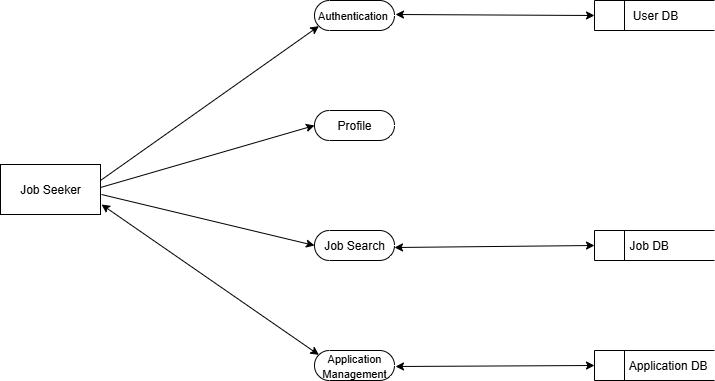 Authentication
User DB
Profile
Job Seeker
Job Search
Job DB
Application
Management
Application DB